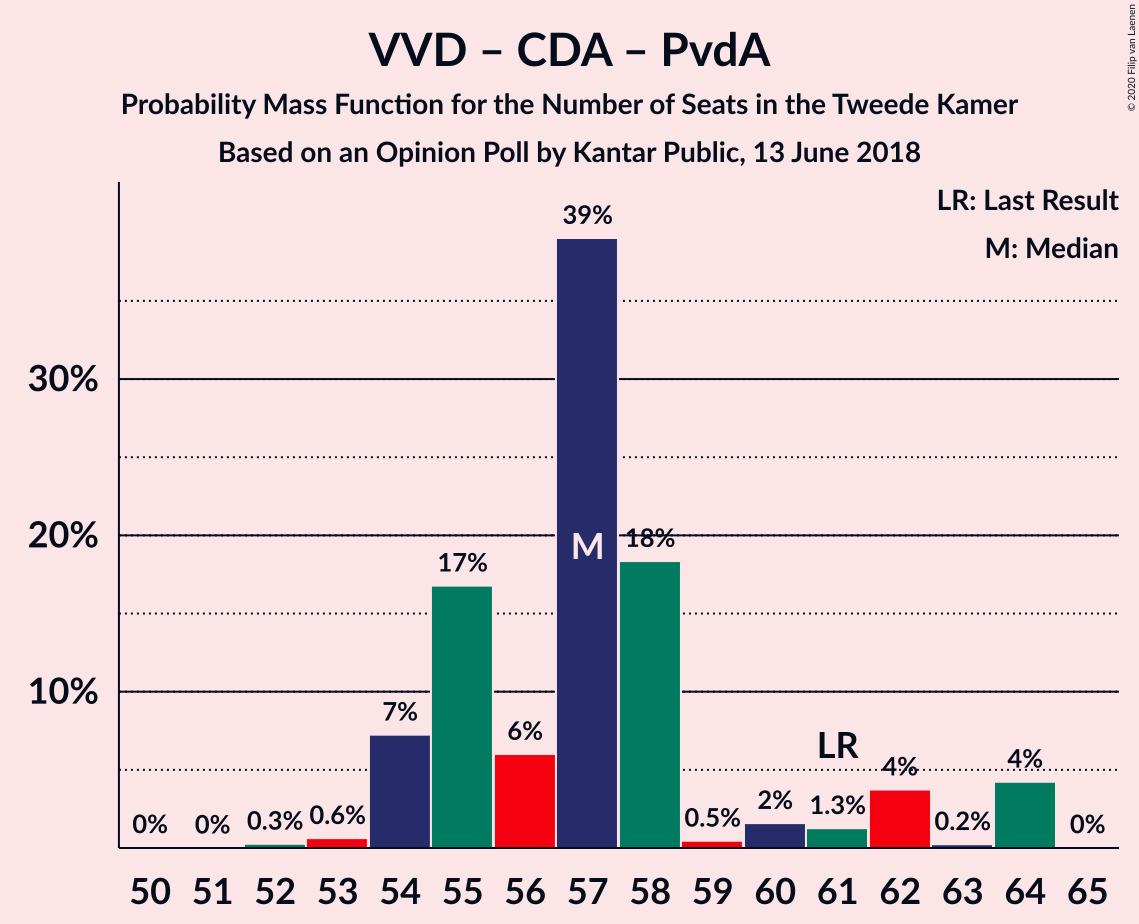 VVD – CDA – PvdA
Probability Mass Function for the Number of Seats in the Tweede Kamer
Based on an Opinion Poll by Kantar Public, 13 June 2018
© 2020 Filip van Laenen
LR: Last Result
M: Median
30%
20%
10%
0%
0%
0.3%
0.6%
7%
17%
6%
39%
M
18%
0.5%
2%
LR
1.3%
4%
0.2%
4%
0%
50 51 52 53 54 55 56 57 58 59 60 61 62 63 64 65